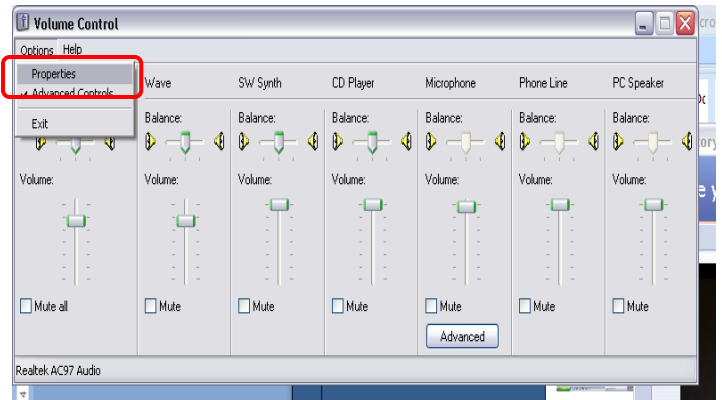 Volume Control
Options Help
Properties
Advanced Controls
Exit
Wave SW Synth CD Player Microphone Phone Line PC Speaker
Balance: Balance: Balance: Balance: Balance: Balance:
Volume: Volume: Volume: Volume: Volume: Volume: Volume:
Mute all Mute Mute Mute Mute Mute Mute
Advanced
Realtek AC97 Audio